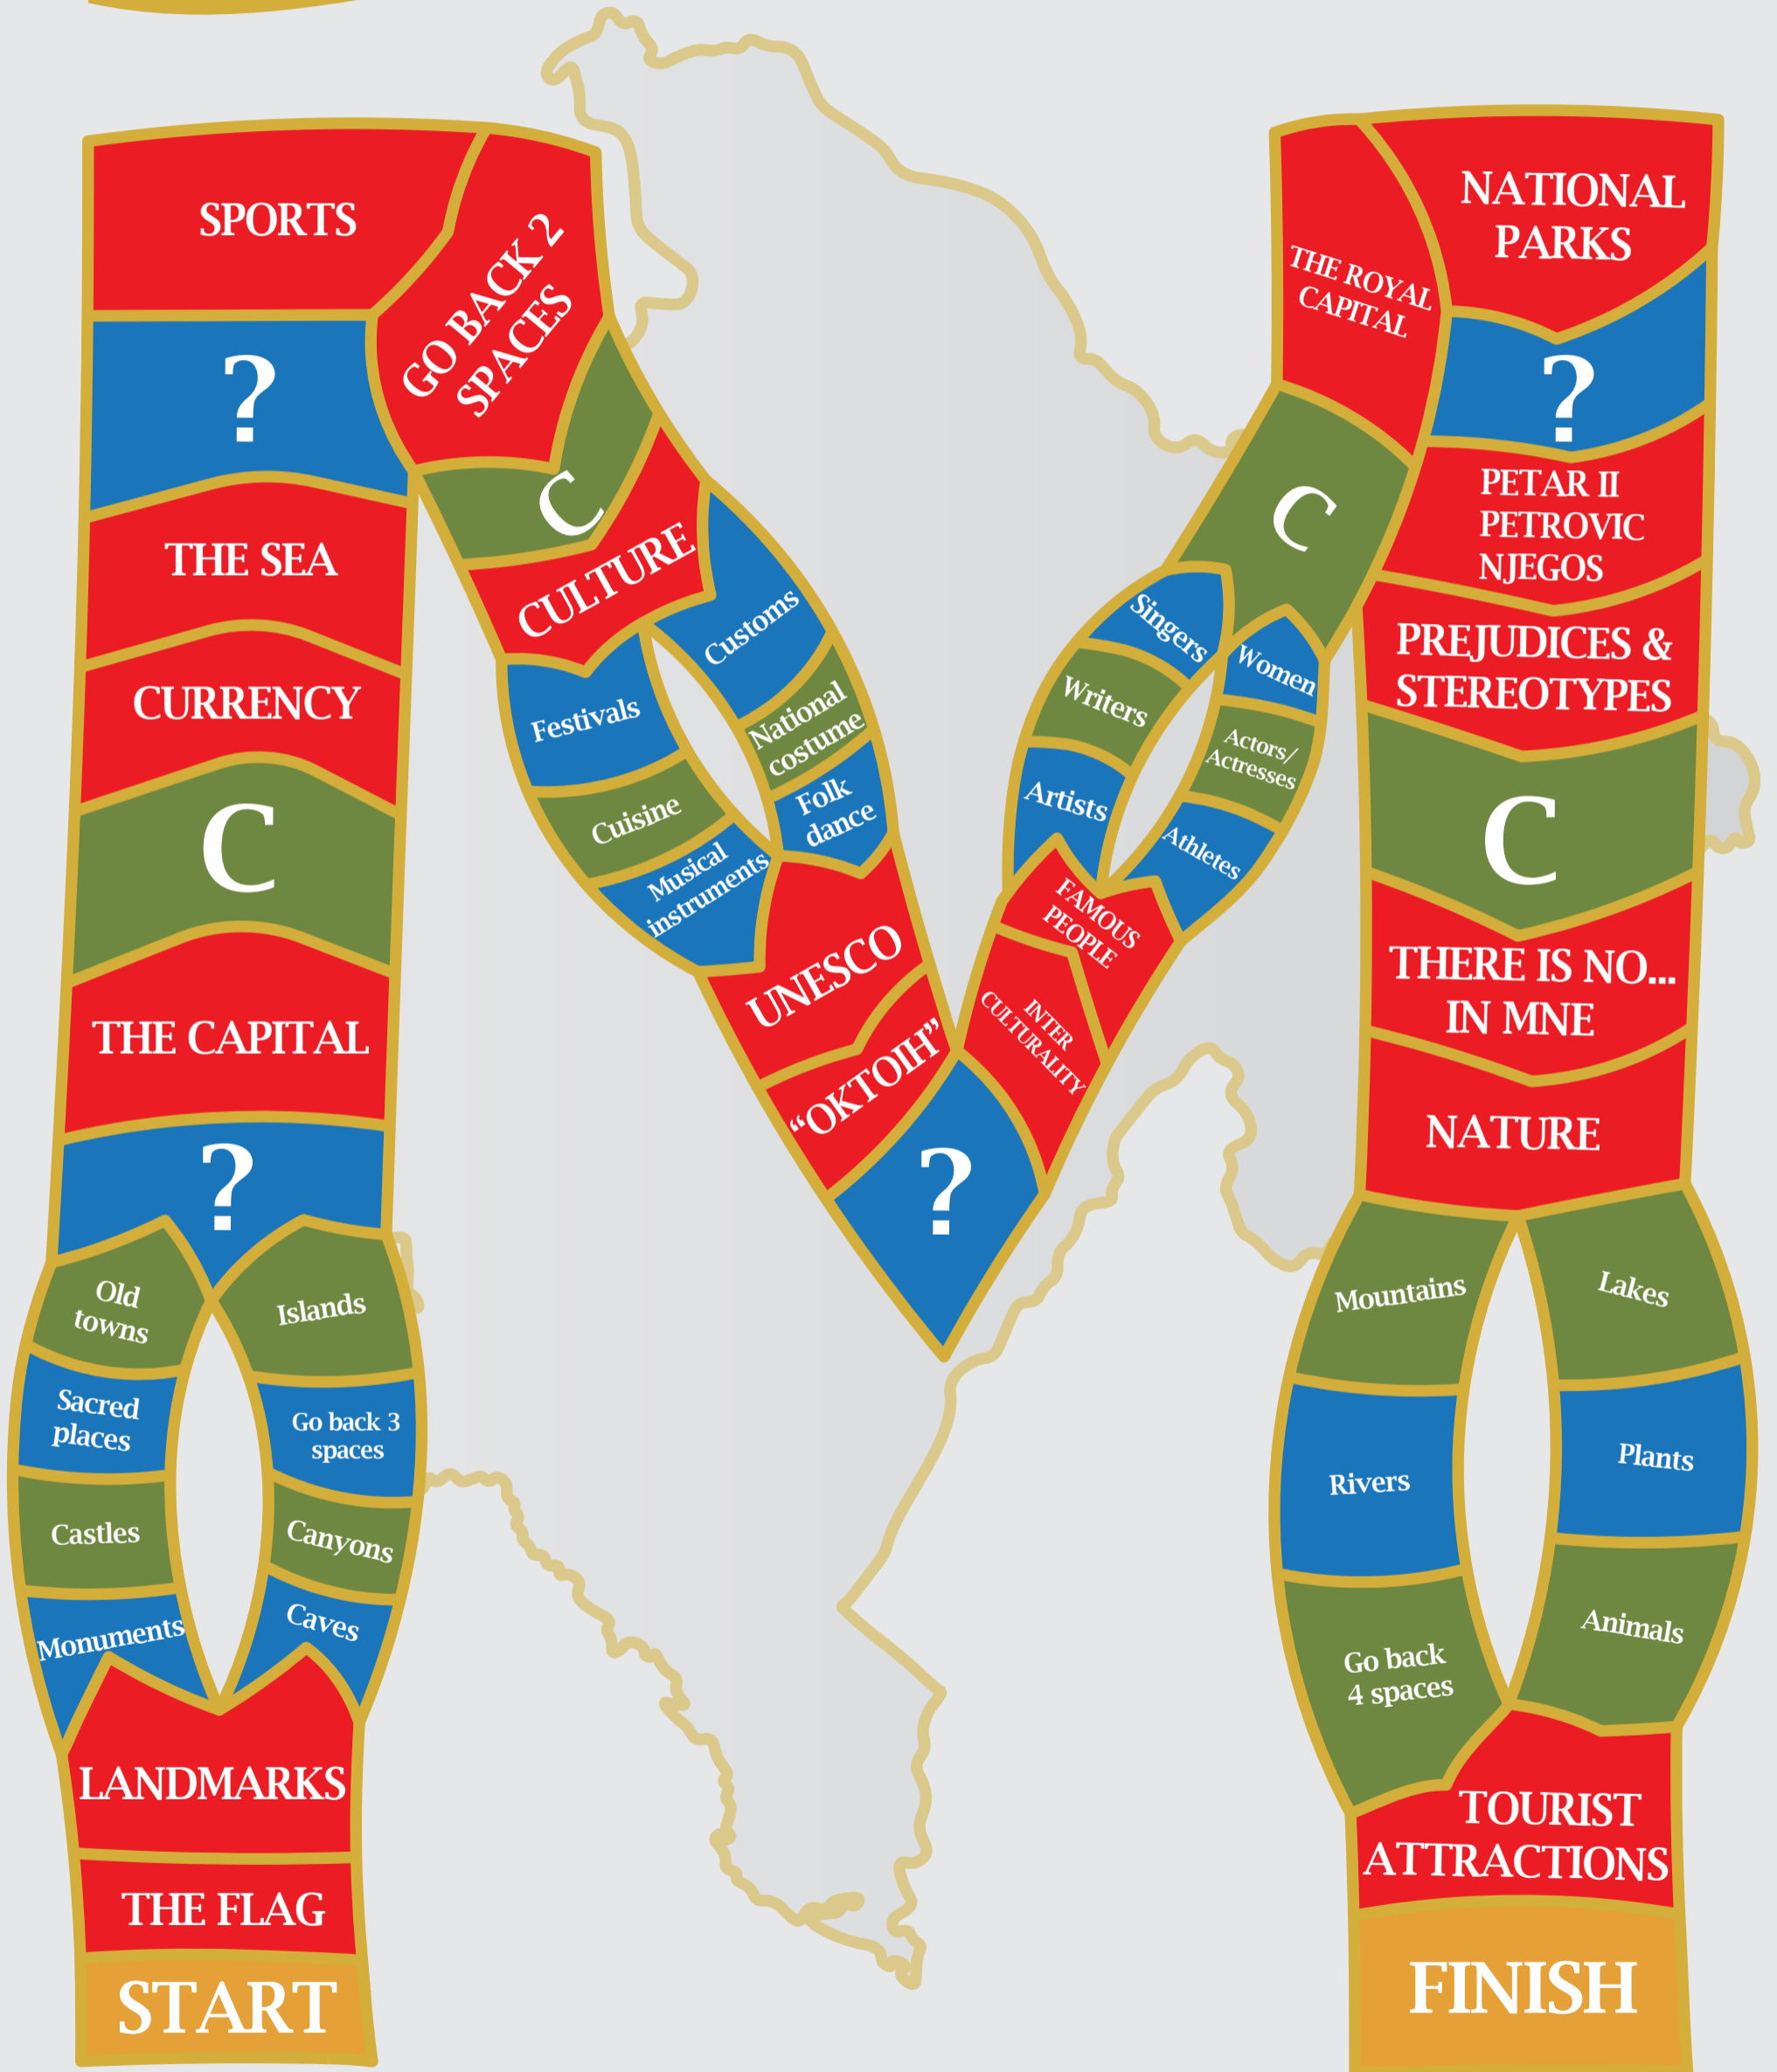 START
THE FLAG
LANDMARKS
Monuments
Castles
Sacred
places
Old
towns
Caves
Canyons
Go back 3
spaces
Islands
?
THE CAPITAL
C
CURRENCY
THE SEA
?
SPORTS
GO BACK 2
SPACES
C
CULTURE
Festivals
Cuisine
Musical
instruments
Customs
National
costume
Folk
dance
UNESCO
“OKTOIH”
?
INTER
CULTURALITY
FAMOUS
PEOPLE
Artists
Writers
Singers
Athletes
Actors/
Actresses
Women
C
THE ROYAL
CAPITAL
NATIONAL
PARKS
?
PETAR II
PETROVIC
NJEGOS
PREJUDICES &
STEREOTYPES
C
THERE IS NO...
IN MNE
NATURE
Mountains
Rivers
Go back
4 spaces
Lakes
Plants
Animals
TOURIST
ATTRACTIONS
FINISH